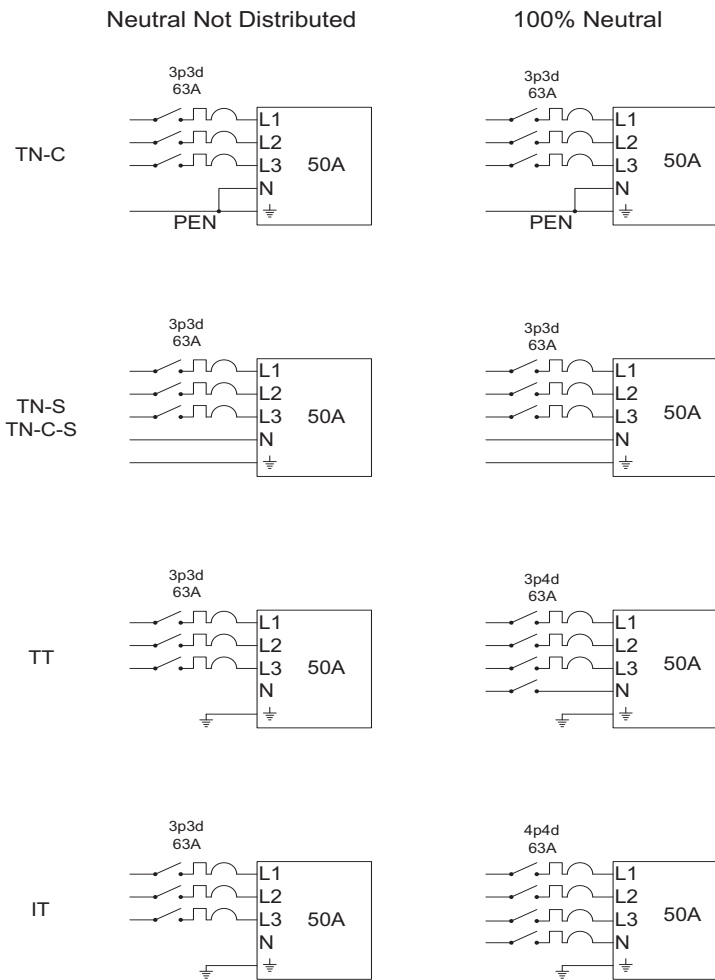 Neutral Not Distributed
100% Neutral
TN-C
3p3d
63A
L1
L2
L3
N
50A
PEN
3p3d
63A
L1
L2
L3
N
50A
PEN
TN-S
TN-C-S
3p3d
63A
L1
L2
L3
N
50A
3p3d
63A
L1
L2
L3
N
50A
TT
3p3d
63A
L1
L2
L3
N
50A
3p4d
63A
L1
L2
L3
N
50A
IT
3p3d
63A
L1
L2
L3
N
50A
4p4d
63A
L1
L2
L3
N
50A